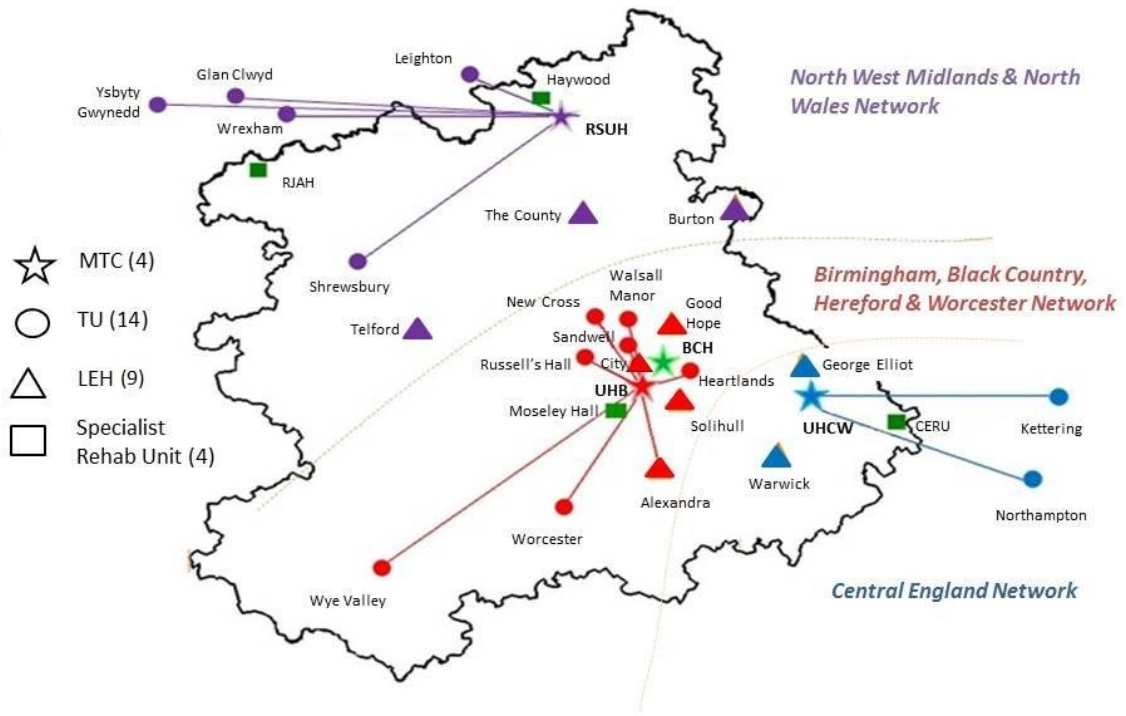 Leighton
Haywood
North West Midlands & North
Wales Network
Glan Clwyd
Ysbyty
Gwynedd
Wrexham
RSUH
RJAH
The County
Burton
MTC (4)
Shrewsbury
Birmingham, Black Country,
Hereford & Worcester Network
Walsall
Manor
New Cross
Good
Hope
TU (14)
Telford
Sandwell
BCH
Russell's Hall
City
George Elliot
LEH (9)
UHB
Heartlands
Moseley Hall
Solihull
UHCW
CERU
Kettering
Specialist
Rehab Unit (4)
Warwick
Alexandra
Northampton
Worcester
Wye Valley
Central England Network